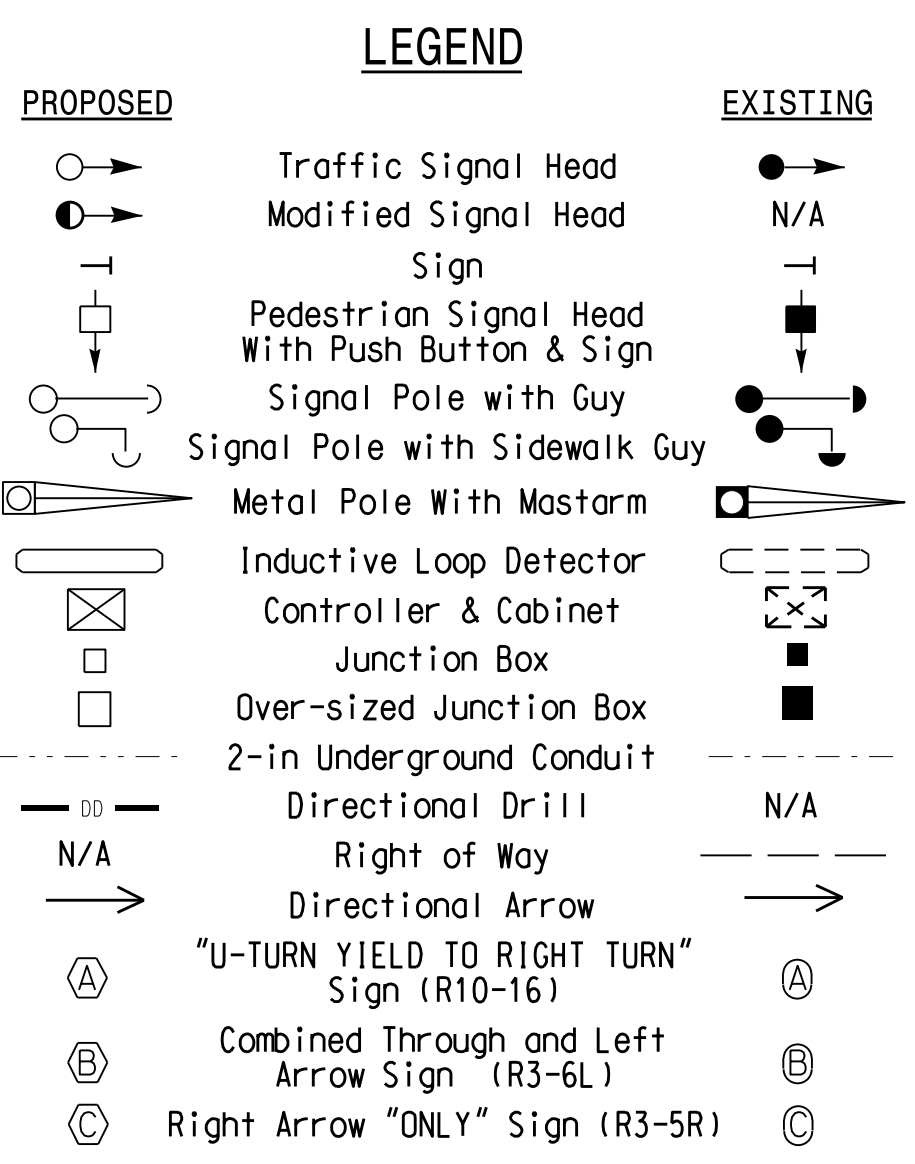 LEGEND
PROPOSED EXISTING
Traffic Signal Head
Modified Signal Head N/A
Sign
Pedestrian Signal Head
With Push Button & Sign
Signal Pole with Guy
Signal Pole with Sidewalk Guy
Metal Pole With Mastarm
Inductive Loop Detector
Controller & Cabinet
Junction Box
Over-sized Junction Box
2-in Underground Conduit
DD Directional Drill N/A
N/A Right of Way
Directional Arrow
"U-TURN YIELD TO RIGHT TURN"
A Sign (R10-16) A
Combined Through and Left
B Arrow Sign (R3-6L) B
C Right Arrow "ONLY" Sign (R3-5R) C